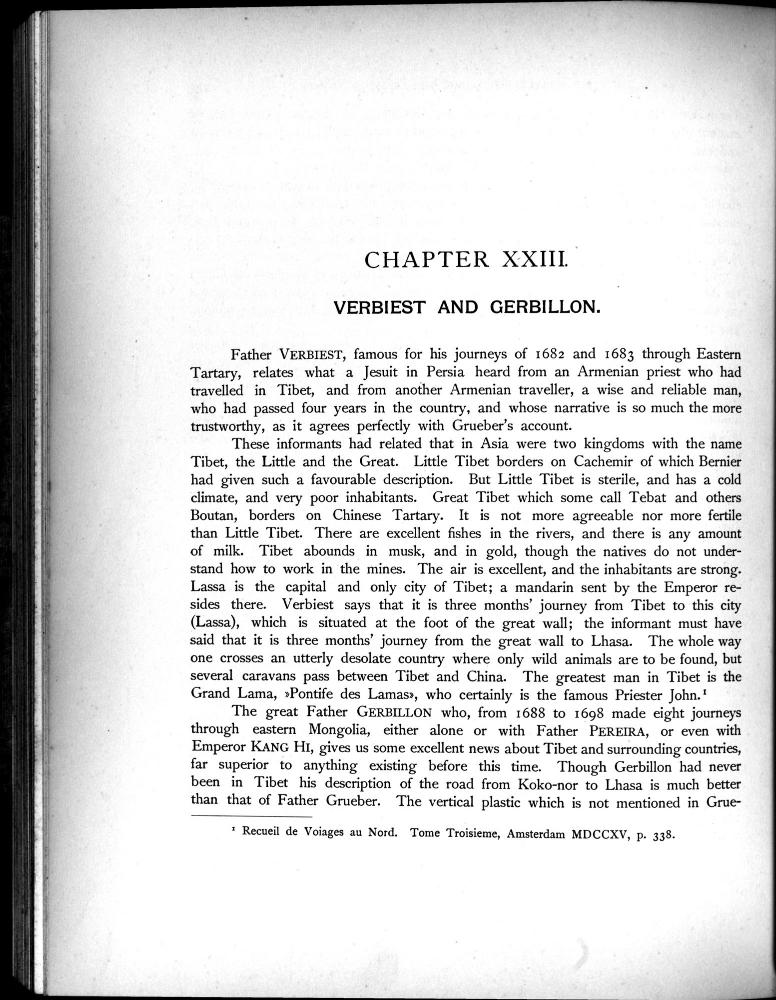 CHAPTER XXIII.
VERBIEST AND GERBILLON.
Father VERBIEST, famous for his journeys of 1682 and 1683 through Eastern
Tartary, relates what a Jesuit in Persia heard from an Armenian priest who had
travelled in Tibet, and from another Armenian traveller, a wise and reliable man,
who had passed four years in the country, and whose narrative is so much the more
trustworthy, as it agrees perfectly with Grueber's account.
These informants had related that in Asia were two kingdoms with the name
Tibet, the Little and the Great. Little Tibet borders on Cachemir of which Bernier
had given such a favourable description. But Little Tibet is sterile, and has a cold
climate, and very poor inhabitants. Great Tibet which some call Tebat and others
Boutan, borders on Chinese Tartary. It is not more agreeable nor more fertile
than Little Tibet. There are excellent fishes in the rivers, and there is any amount
of milk. Tibet abounds in musk, and in gold, though the natives do not under-
stand how to work in the mines. The air is excellent, and the inhabitants are strong.
Lassa is the capital and only city of Tibet; a mandarin sent by the Emperor re-
sides there. Verbiest says that it is three months' journey from Tibet to this city
(Lassa), which is situated at the foot of the great wall; the informant must have
said that it is three months' journey from the great wall to Lhasa. The whole way
one crosses an utterly desolate country where only wild animals are to be found, but
several caravans pass between Tibet and China. The greatest man in Tibet is the
Grand Lama, »Pontife des Lamas», who certainly is the famous Priester John.¹
The great Father GERBILLON who, from 1688 to 1698 made eight journeys
through eastern Mongolia, either alone or with Father PEREIRA, or even with
Emperor KANG HI, gives us some excellent news about Tibet and surrounding countries,
far superior to anything existing before this time. Though Gerbillon had never
been in Tibet his description of the road from Koko-nor to Lhasa is much better
than that of Father Grueber. The vertical plastic which is not mentioned in Grue-
¹ Recueil de Voiages au Nord. Tome Troisieme, Amsterdam MDCCXV, p. 338.